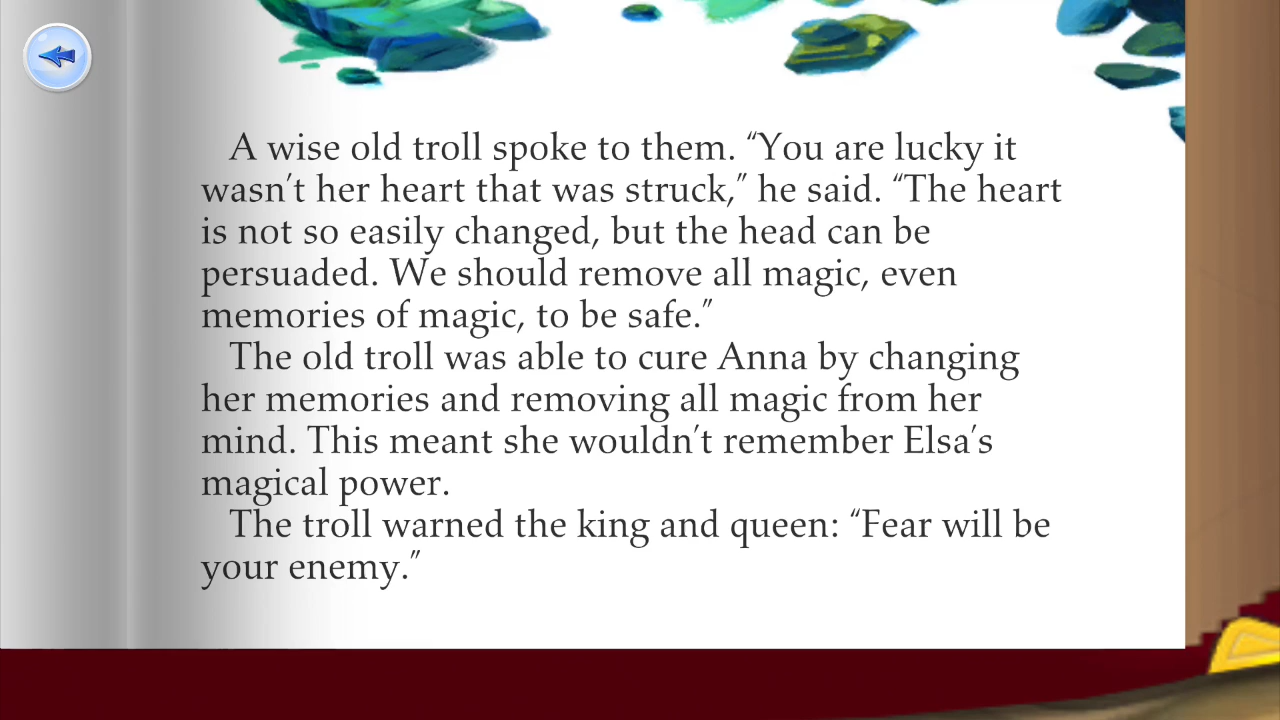 A wise old troll spoke to them. “You are lucky it
wasn't her heart that was struck,” he said. “The heart
is not so easily changed, but the head can be
persuaded. We should remove all magic, even
memories of magic, to be safe.”
The old troll was able to cure Anna by changing
her memories and removing all magic from her
mind. This meant she wouldn't remember Elsa's
magical power.
The troll warned the king and queen: “Fear will be
your enemy.”